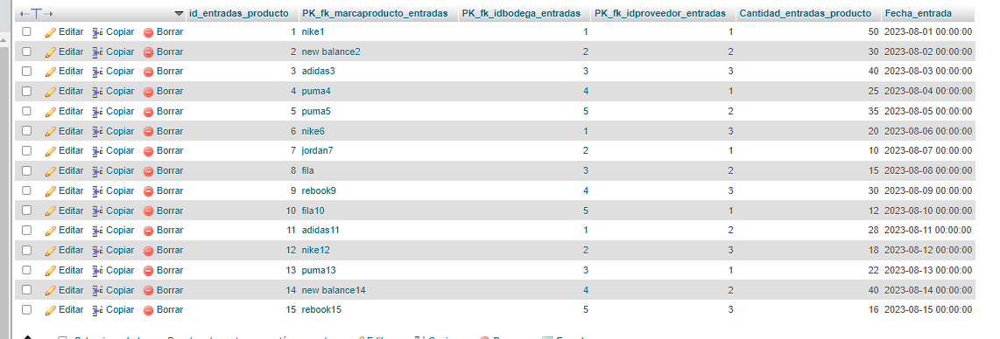 id_entradas_producto PK_fk_marcaproducto_entradas PK_fk_idbodega_entradas PK_fk_idproveedor_entradas Cantidad_entradas_producto Fecha_entrada
Editar Copiar Borrar 1 nike1 1 1 50 2023-08-01 00:00:00
Editar Copiar Borrar 2 new balance2 2 2 30 2023-08-02 00:00:00
Editar Copiar Borrar 3 adidas3 3 3 40 2023-08-03 00:00:00
Editar Copiar Borrar 4 puma4 4 1 25 2023-08-04 00:00:00
Editar Copiar Borrar 5 puma5 5 2 35 2023-08-05 00:00:00
Editar Copiar Borrar 6 nike6 1 3 20 2023-08-06 00:00:00
Editar Copiar Borrar 7 jordan7 2 1 10 2023-08-07 00:00:00
Editar Copiar Borrar 8 fila 3 2 15 2023-08-08 00:00:00
Editar Copiar Borrar 9 rebook9 4 3 30 2023-08-09 00:00:00
Editar Copiar Borrar 10 fila10 5 1 12 2023-08-10 00:00:00
Editar Copiar Borrar 11 adidas11 1 2 28 2023-08-11 00:00:00
Editar Copiar Borrar 12 nike12 2 3 18 2023-08-12 00:00:00
Editar Copiar Borrar 13 puma13 3 1 22 2023-08-13 00:00:00
Editar Copiar Borrar 14 new balance14 4 2 40 2023-08-14 00:00:00
Editar Copiar Borrar 15 rebook15 5 3 16 2023-08-15 00:00:00